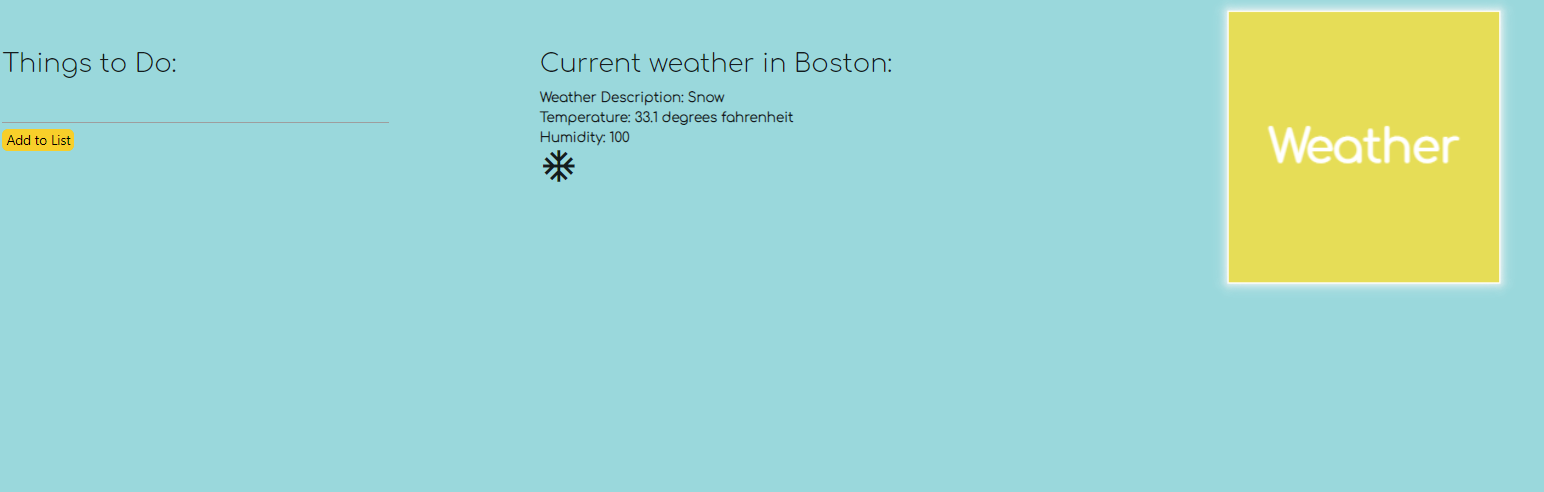 Things to Do:
Add to List
Current weather in Boston:
Weather Description: Snow
Temperature: 33.1 degrees fahrenheit
Humidity: 100
Weather